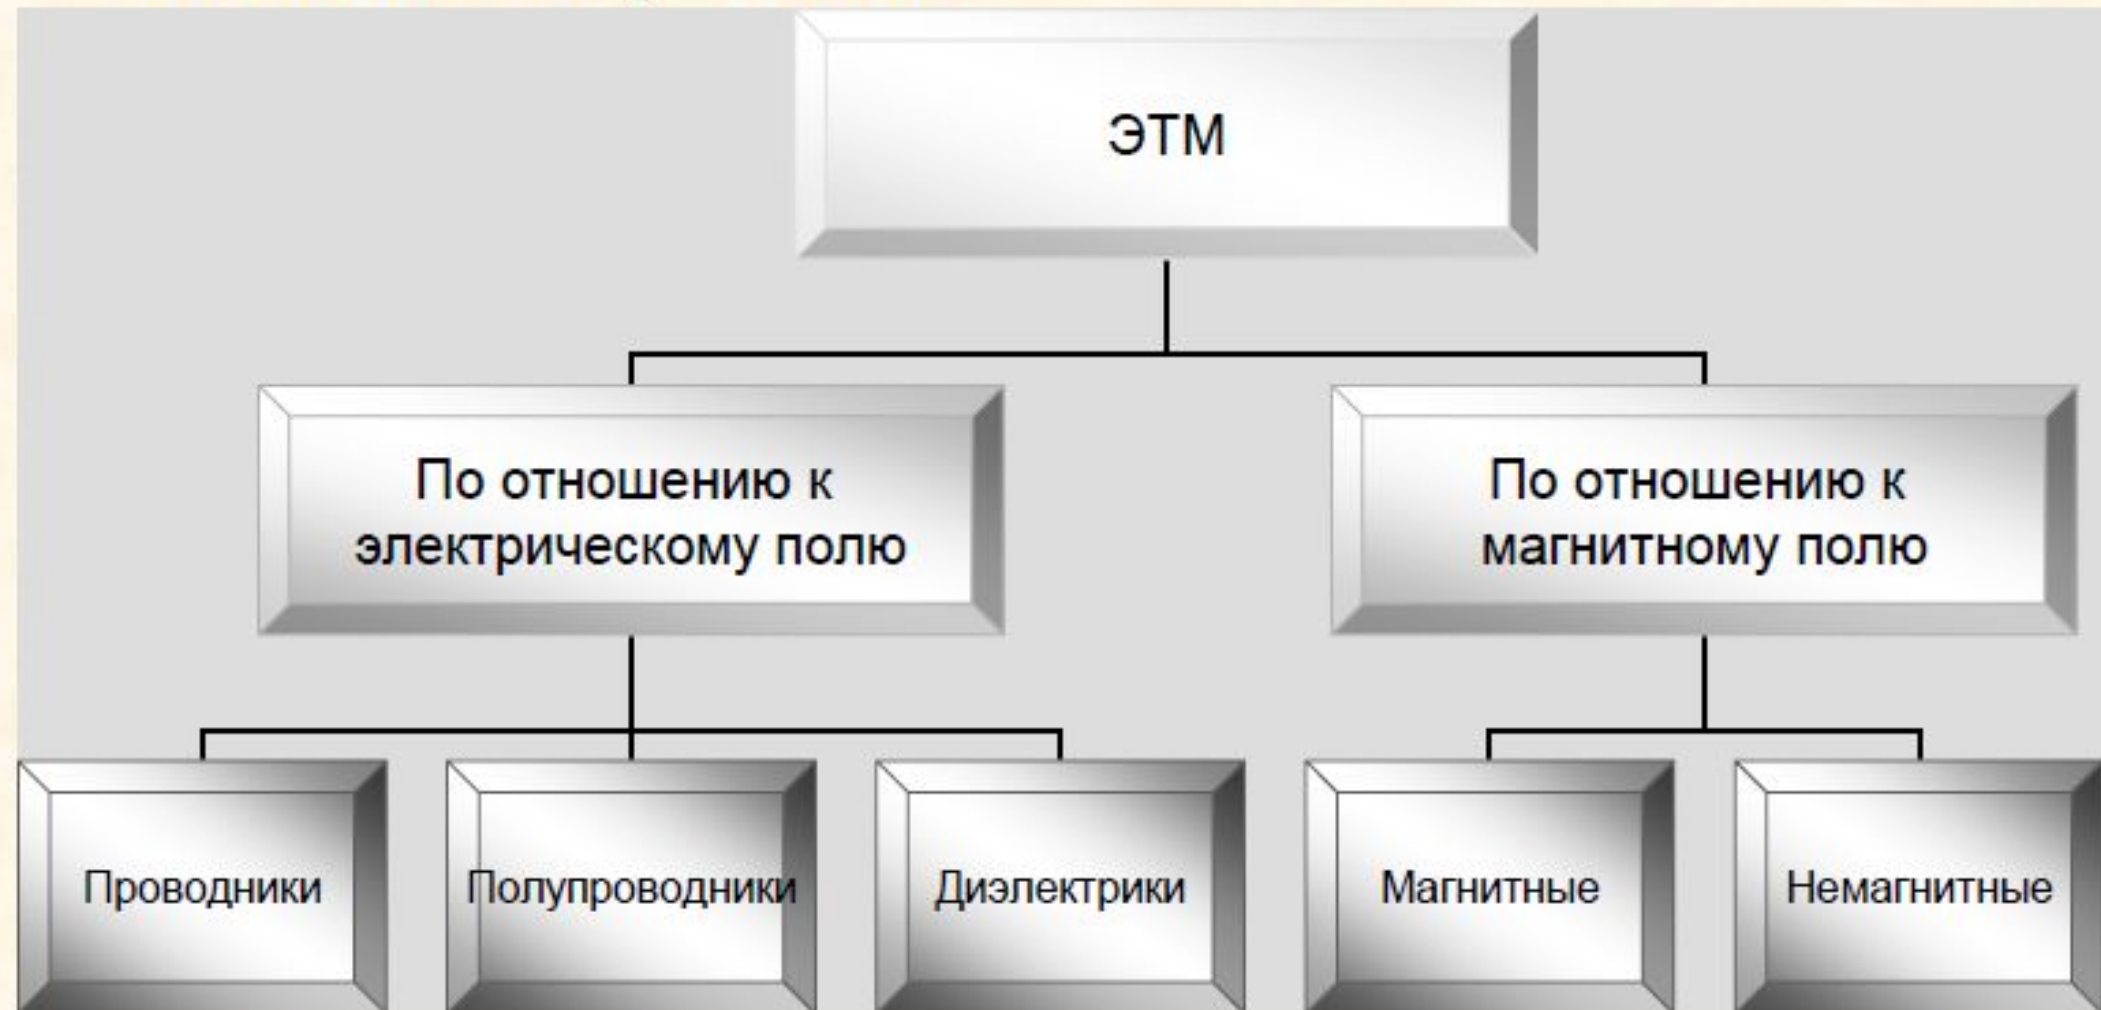 ЭТМ
По отношению к
электрическому полю
По отношению к
магнитному полю
Проводники
Полупроводники
Диэлектрики
Магнитные
Немагнитные